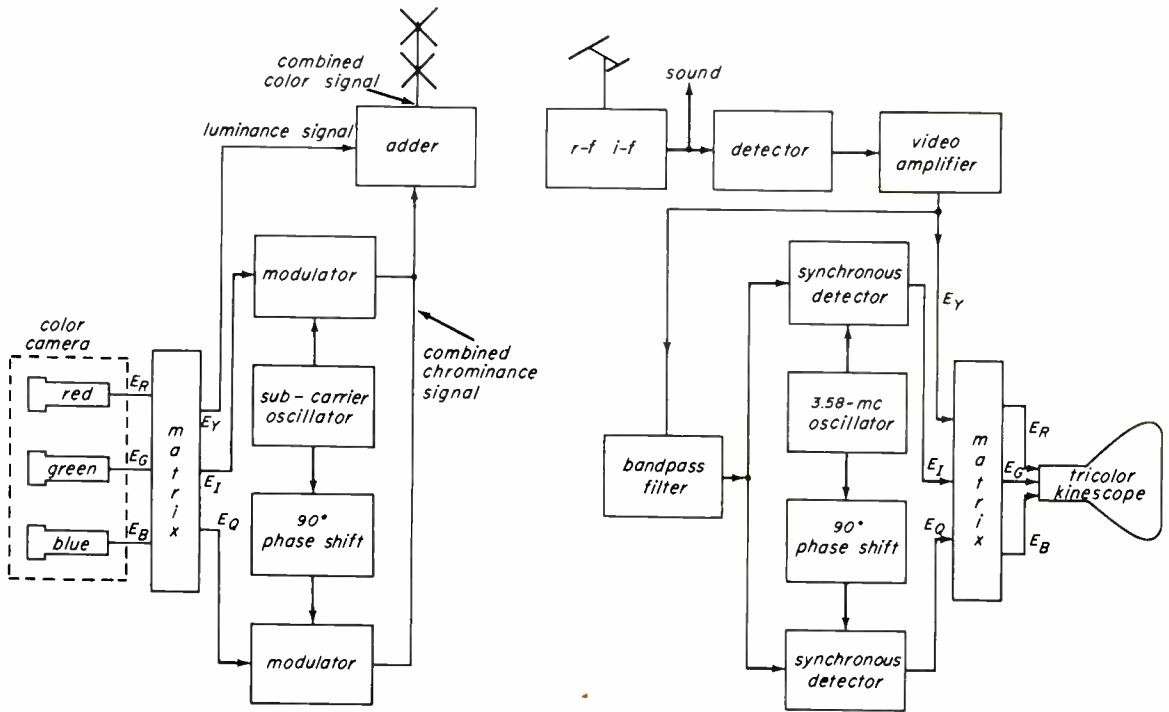 combined
color signal
luminance signal
adder
modulator
combined
chrominance
signal
color
camera
red
green
blue
E_R
E_G
E_B
matrix
E_Y
E_I
E_Q
sub-carrier
oscillator
90°
phase shift
modulator
sound
r-f i-f
detector
video
amplifier
synchronous
detector
E_Y
3.58-mc
oscillator
bandpass
filter
E_I
E_Q
90°
phase shift
synchronous
detector
matrix
E_R
E_G
E_B
tricolor
kinescope